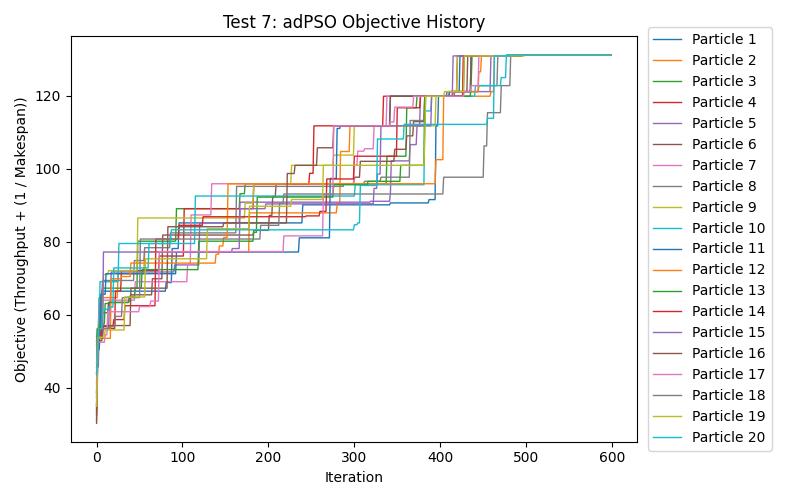 Test 7: adPSO Objective History
Objective (Throughput + (1 / Makespan))
120
100
80
60
40
0
100
200
300
400
500
600
Iteration
Particle 1
Particle 2
Particle 3
Particle 4
Particle 5
Particle 6
Particle 7
Particle 8
Particle 9
Particle 10
Particle 11
Particle 12
Particle 13
Particle 14
Particle 15
Particle 16
Particle 17
Particle 18
Particle 19
Particle 20